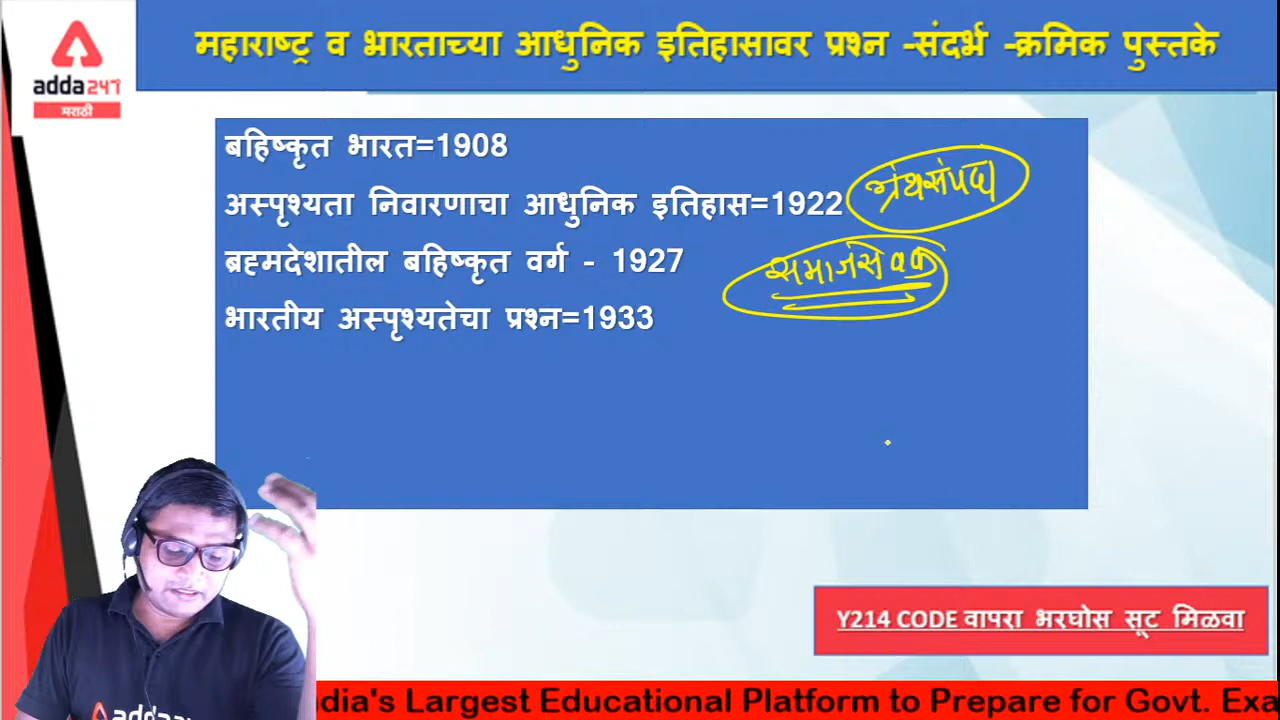 महाराष्ट्र व भारताच्या आधुनिक इतिहासावर प्रश्न -संदर्भ -क्रमिक पुस्तके
adda247
मराठी
बहिष्कृत भारत=1908
अस्पृश्यता निवारणाचा आधुनिक इतिहास=1922
ग्रंथसंपदा
ब्रह्मदेशातील बहिष्कृत वर्ग - 1927
समाजसेवक
भारतीय अस्पृश्यतेचा प्रश्न=1933
Y214 CODE वापरा भरघोस सूट मिळवा
adda247
dia's Largest Educational Platform to Prepare for Govt. Exa